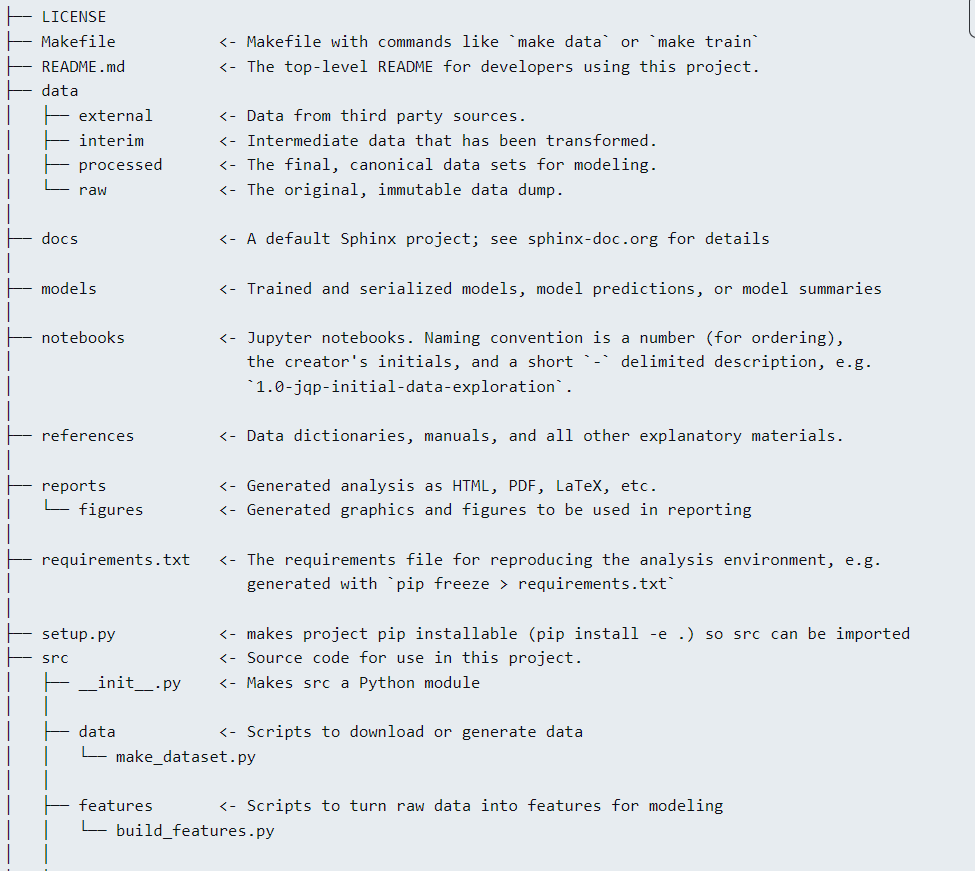 ├── LICENSE
├── Makefile           <- Makefile with commands like `make data` or `make train`
├── README.md          <- The top-level README for developers using this project.
├── data
│   ├── external       <- Data from third party sources.
│   ├── interim        <- Intermediate data that has been transformed.
│   ├── processed      <- The final, canonical data sets for modeling.
│   └── raw            <- The original, immutable data dump.
│
├── docs               <- A default Sphinx project; see sphinx-doc.org for details
│
├── models             <- Trained and serialized models, model predictions, or model summaries
│
├── notebooks          <- Jupyter notebooks. Naming convention is a number (for ordering),
│                         the creator's initials, and a short `-` delimited description, e.g.
│                         `1.0-jqp-initial-data-exploration`.
│
├── references         <- Data dictionaries, manuals, and all other explanatory materials.
│
├── reports            <- Generated analysis as HTML, PDF, LaTeX, etc.
│   └── figures        <- Generated graphics and figures to be used in reporting
│
├── requirements.txt   <- The requirements file for reproducing the analysis environment, e.g.
│                         generated with `pip freeze > requirements.txt`
│
├── setup.py           <- makes project pip installable (pip install -e .) so src can be imported
├── src                <- Source code for use in this project.
│   ├── __init__.py    <- Makes src a Python module
│   │
│   ├── data           <- Scripts to download or generate data
│   │   └── make_dataset.py
│   │
│   ├── features       <- Scripts to turn raw data into features for modeling
│   │   └── build_features.py
│   │